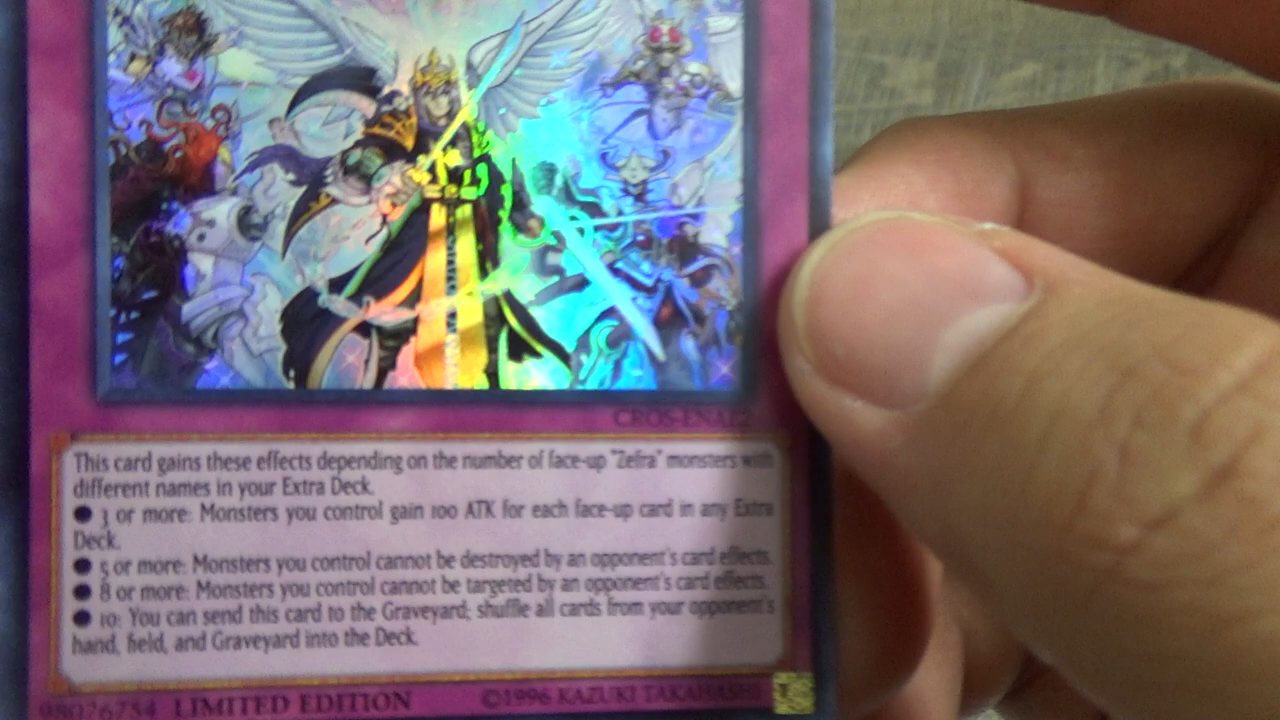 CROS-ENAE2
This card gains these effects depending on the number of face-up "Zefra" monsters with
different names in your Extra Deck.
● 3 or more: Monsters you control gain 100 ATK for each face-up card in any Extra
Deck.
● 5 or more: Monsters you control cannot be destroyed by an opponent's card effects.
● 8 or more: Monsters you control cannot be targeted by an opponent's card effects.
● 10: You can send this card to the Graveyard; shuffle all cards from your opponent's
hand, field, and Graveyard into the Deck.
LIMITED EDITION ©1996 KAZUKI TAKAHASHI